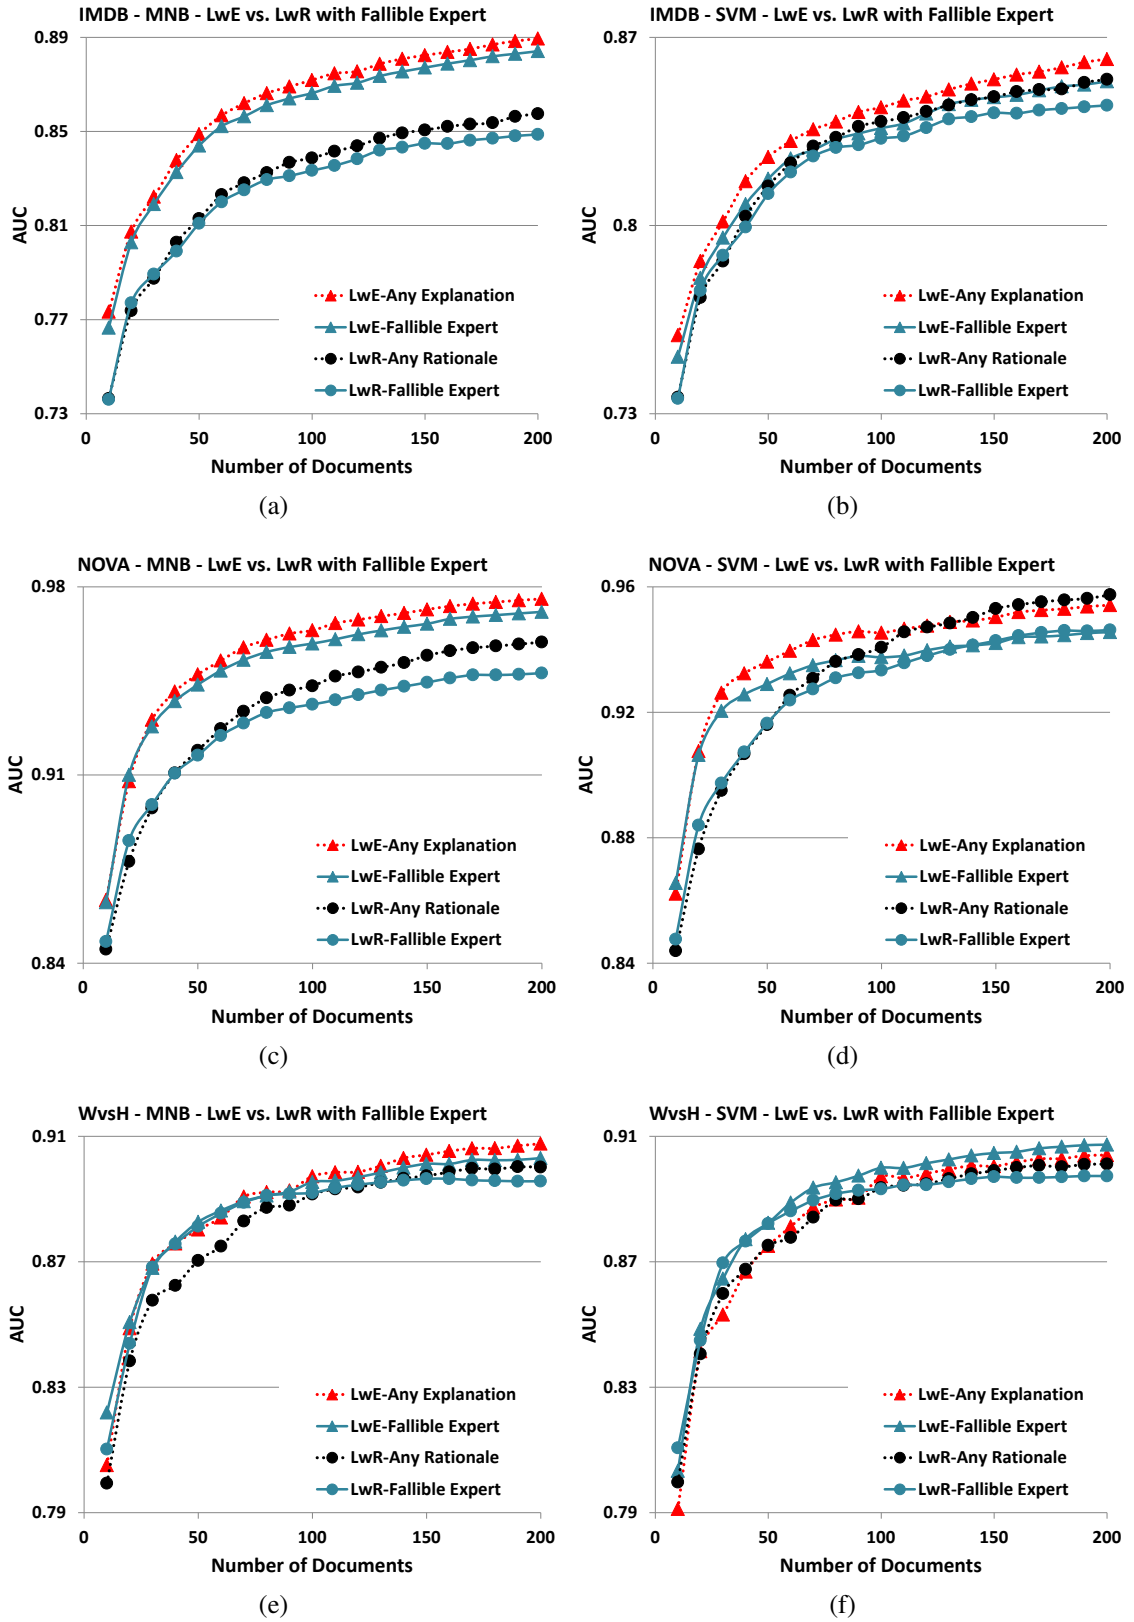 IMDB - MNB - LwE vs. LwR with Fallible Expert
0.89
0.85
0.81
0.77
0.73
AUC
LwE-Any Explanation
LwE-Fallible Expert
LwR-Any Rationale
LwR-Fallible Expert
0 50 100 150 200
Number of Documents
(a)
IMDB - SVM - LwE vs. LwR with Fallible Expert
0.87
0.8
0.73
AUC
LwE-Any Explanation
LwE-Fallible Expert
LwR-Any Rationale
LwR-Fallible Expert
0 50 100 150 200
Number of Documents
(b)
NOVA - MNB - LwE vs. LwR with Fallible Expert
0.98
0.91
0.84
AUC
LwE-Any Explanation
LwE-Fallible Expert
LwR-Any Rationale
LwR-Fallible Expert
0 50 100 150 200
Number of Documents
(c)
NOVA - SVM - LwE vs. LwR with Fallible Expert
0.96
0.92
0.88
0.84
AUC
LwE-Any Explanation
LwE-Fallible Expert
LwR-Any Rationale
LwR-Fallible Expert
0 50 100 150 200
Number of Documents
(d)
WvsH - MNB - LwE vs. LwR with Fallible Expert
0.91
0.87
0.83
0.79
AUC
LwE-Any Explanation
LwE-Fallible Expert
LwR-Any Rationale
LwR-Fallible Expert
0 50 100 150 200
Number of Documents
(e)
WvsH - SVM - LwE vs. LwR with Fallible Expert
0.91
0.87
0.83
0.79
AUC
LwE-Any Explanation
LwE-Fallible Expert
LwR-Any Rationale
LwR-Fallible Expert
0 50 100 150 200
Number of Documents
(f)